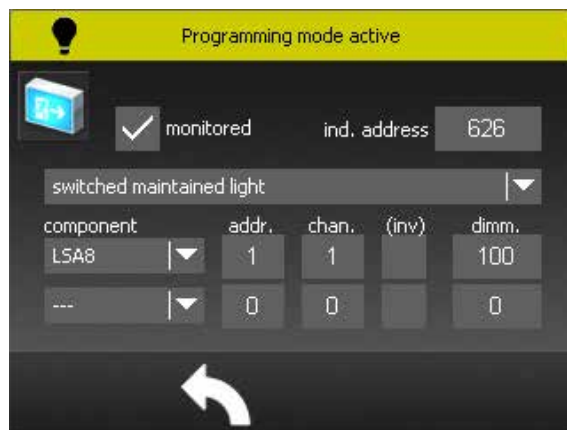 Programming mode active
monitored ind. address 626
switched maintained light
component addr. chan. (inv) dimm.
LSA8 1 1 100
--- 0 0 0